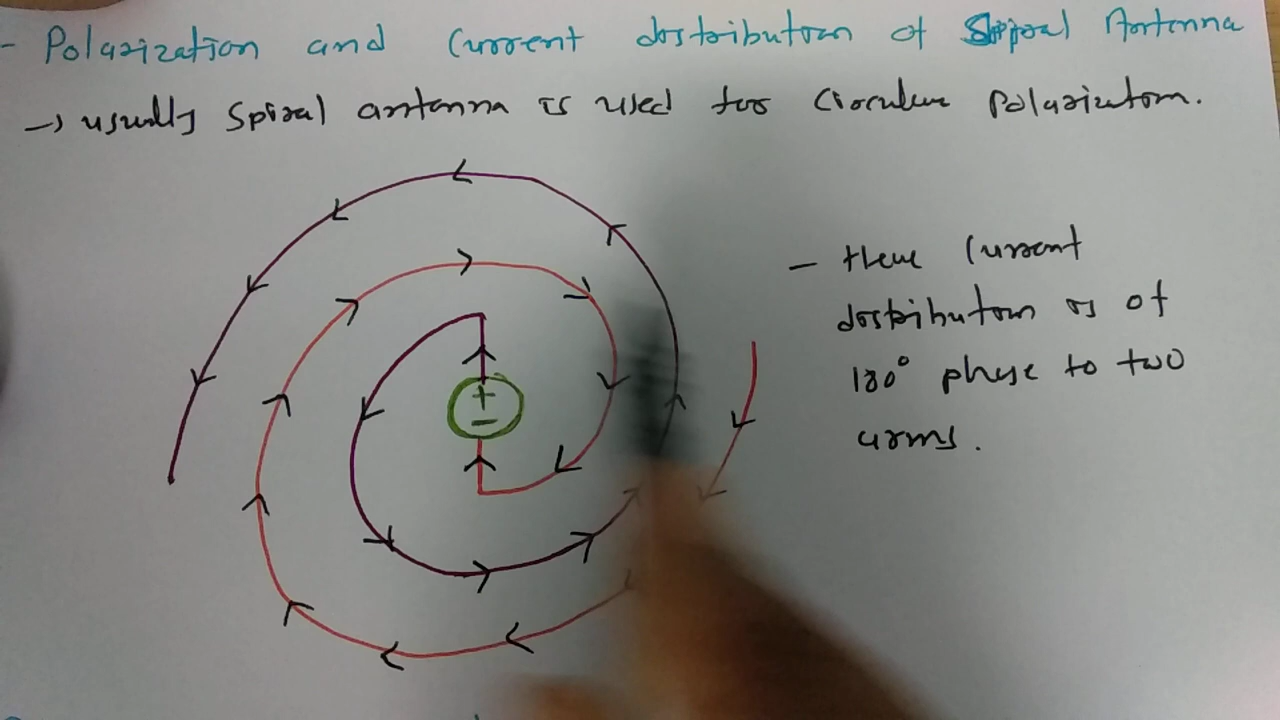 - Polarization and Current distribution of Spiral Antenna
→ usually spiral antenna is used for Circular Polarization.
+
−
- Here Current
distribution is of
180° phase to two
arms.